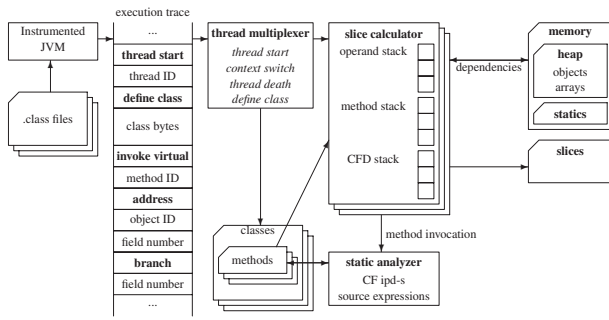 execution trace
Instrumented
JVM
.class files
...
thread start
thread ID
define class
class bytes
invoke virtual
method ID
address
object ID
field number
branch
field number
...
thread multiplexer
thread start
context switch
thread death
define class
classes
methods
slice calculator
operand stack
method stack
CFD stack
dependencies
method invocation
static analyzer
CF ipd-s
source expressions
memory
heap
objects
arrays
statics
slices